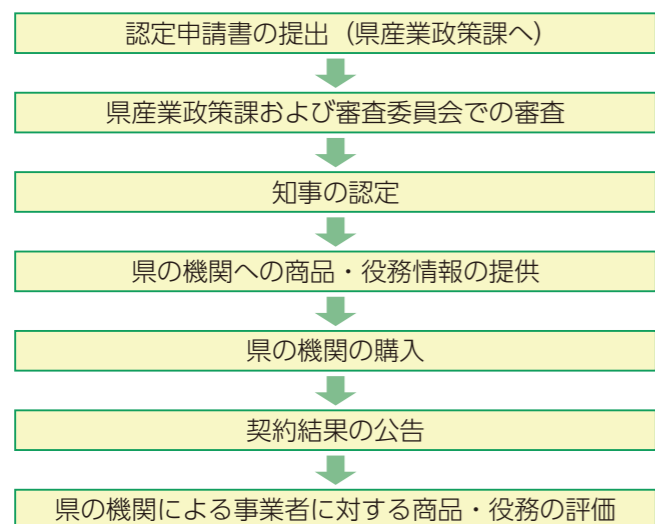 認定申請書の提出（県産業政策課へ）
県産業政策課および審査委員会での審査
知事の認定
県の機関への商品・役務情報の提供
県の機関の購入
契約結果の公告
県の機関による事業者に対する商品・役務の評価